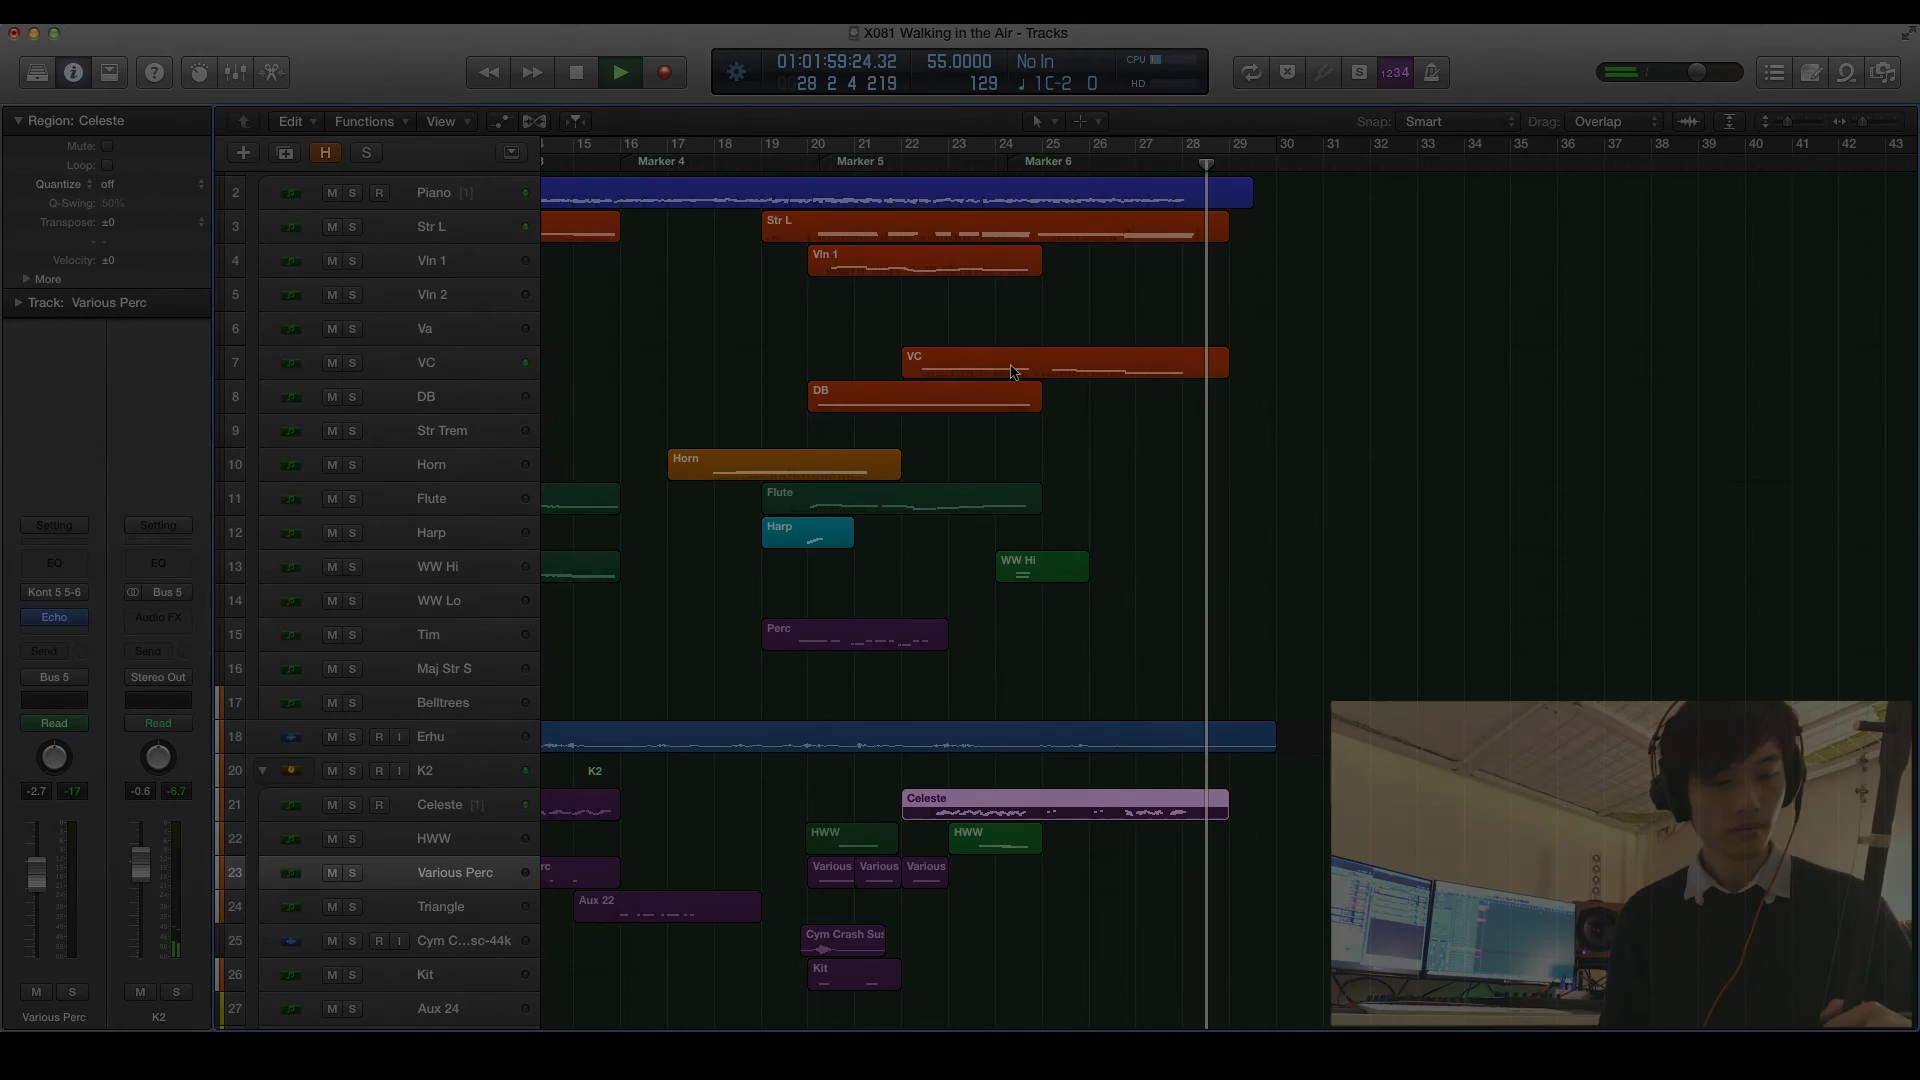 X081 Walking in the Air - Tracks
01:01:59:24.32 55.0000 No In CPU
28 2 4 219 129 1C-2 0 HD
S 1234
Region: Celeste Edit Functions View Snap: Smart Drag: Overlap
Mute:
Loop:
Quantize off
Q-Swing: 50%
Transpose: ±0
Velocity: ±0
More
Track: Various Perc
H S
15 16 17 18 19 20 21 22 23 24 25 26 27 28 29 30 31 32 33 34 35 36 37 38 39 40 41 42 43
Marker 4 Marker 5 Marker 6
2 M S R Piano [1]
3 M S Str L Str L
4 M S Vln 1 Vln 1
5 M S Vln 2
6 M S Va
7 M S VC VC
8 M S DB DB
9 M S Str Trem
10 M S Horn Horn
11 M S Flute Flute
12 M S Harp Harp
13 M S WW Hi WW Hi
14 M S WW Lo
15 M S Tim Perc
16 M S Maj Str S
17 M S Belltrees
18 M S R I Erhu
20 M S R I K2 K2
21 M S R Celeste [1] Celeste
22 M S HWW HWW HWW
23 M S Various Perc rc Various Various Various
24 M S Triangle Aux 22
25 M S R I Cym C...sc-44k Cym Crash Sus
26 M S Kit Kit
27 M S Aux 24
Setting Setting
EQ EQ
Kont 5 5-6 Bus 5
Echo Audio FX
Send Send
Bus 5 Stereo Out
Read Read
-2.7 -17 -0.6 -6.7
M S M S
Various Perc K2